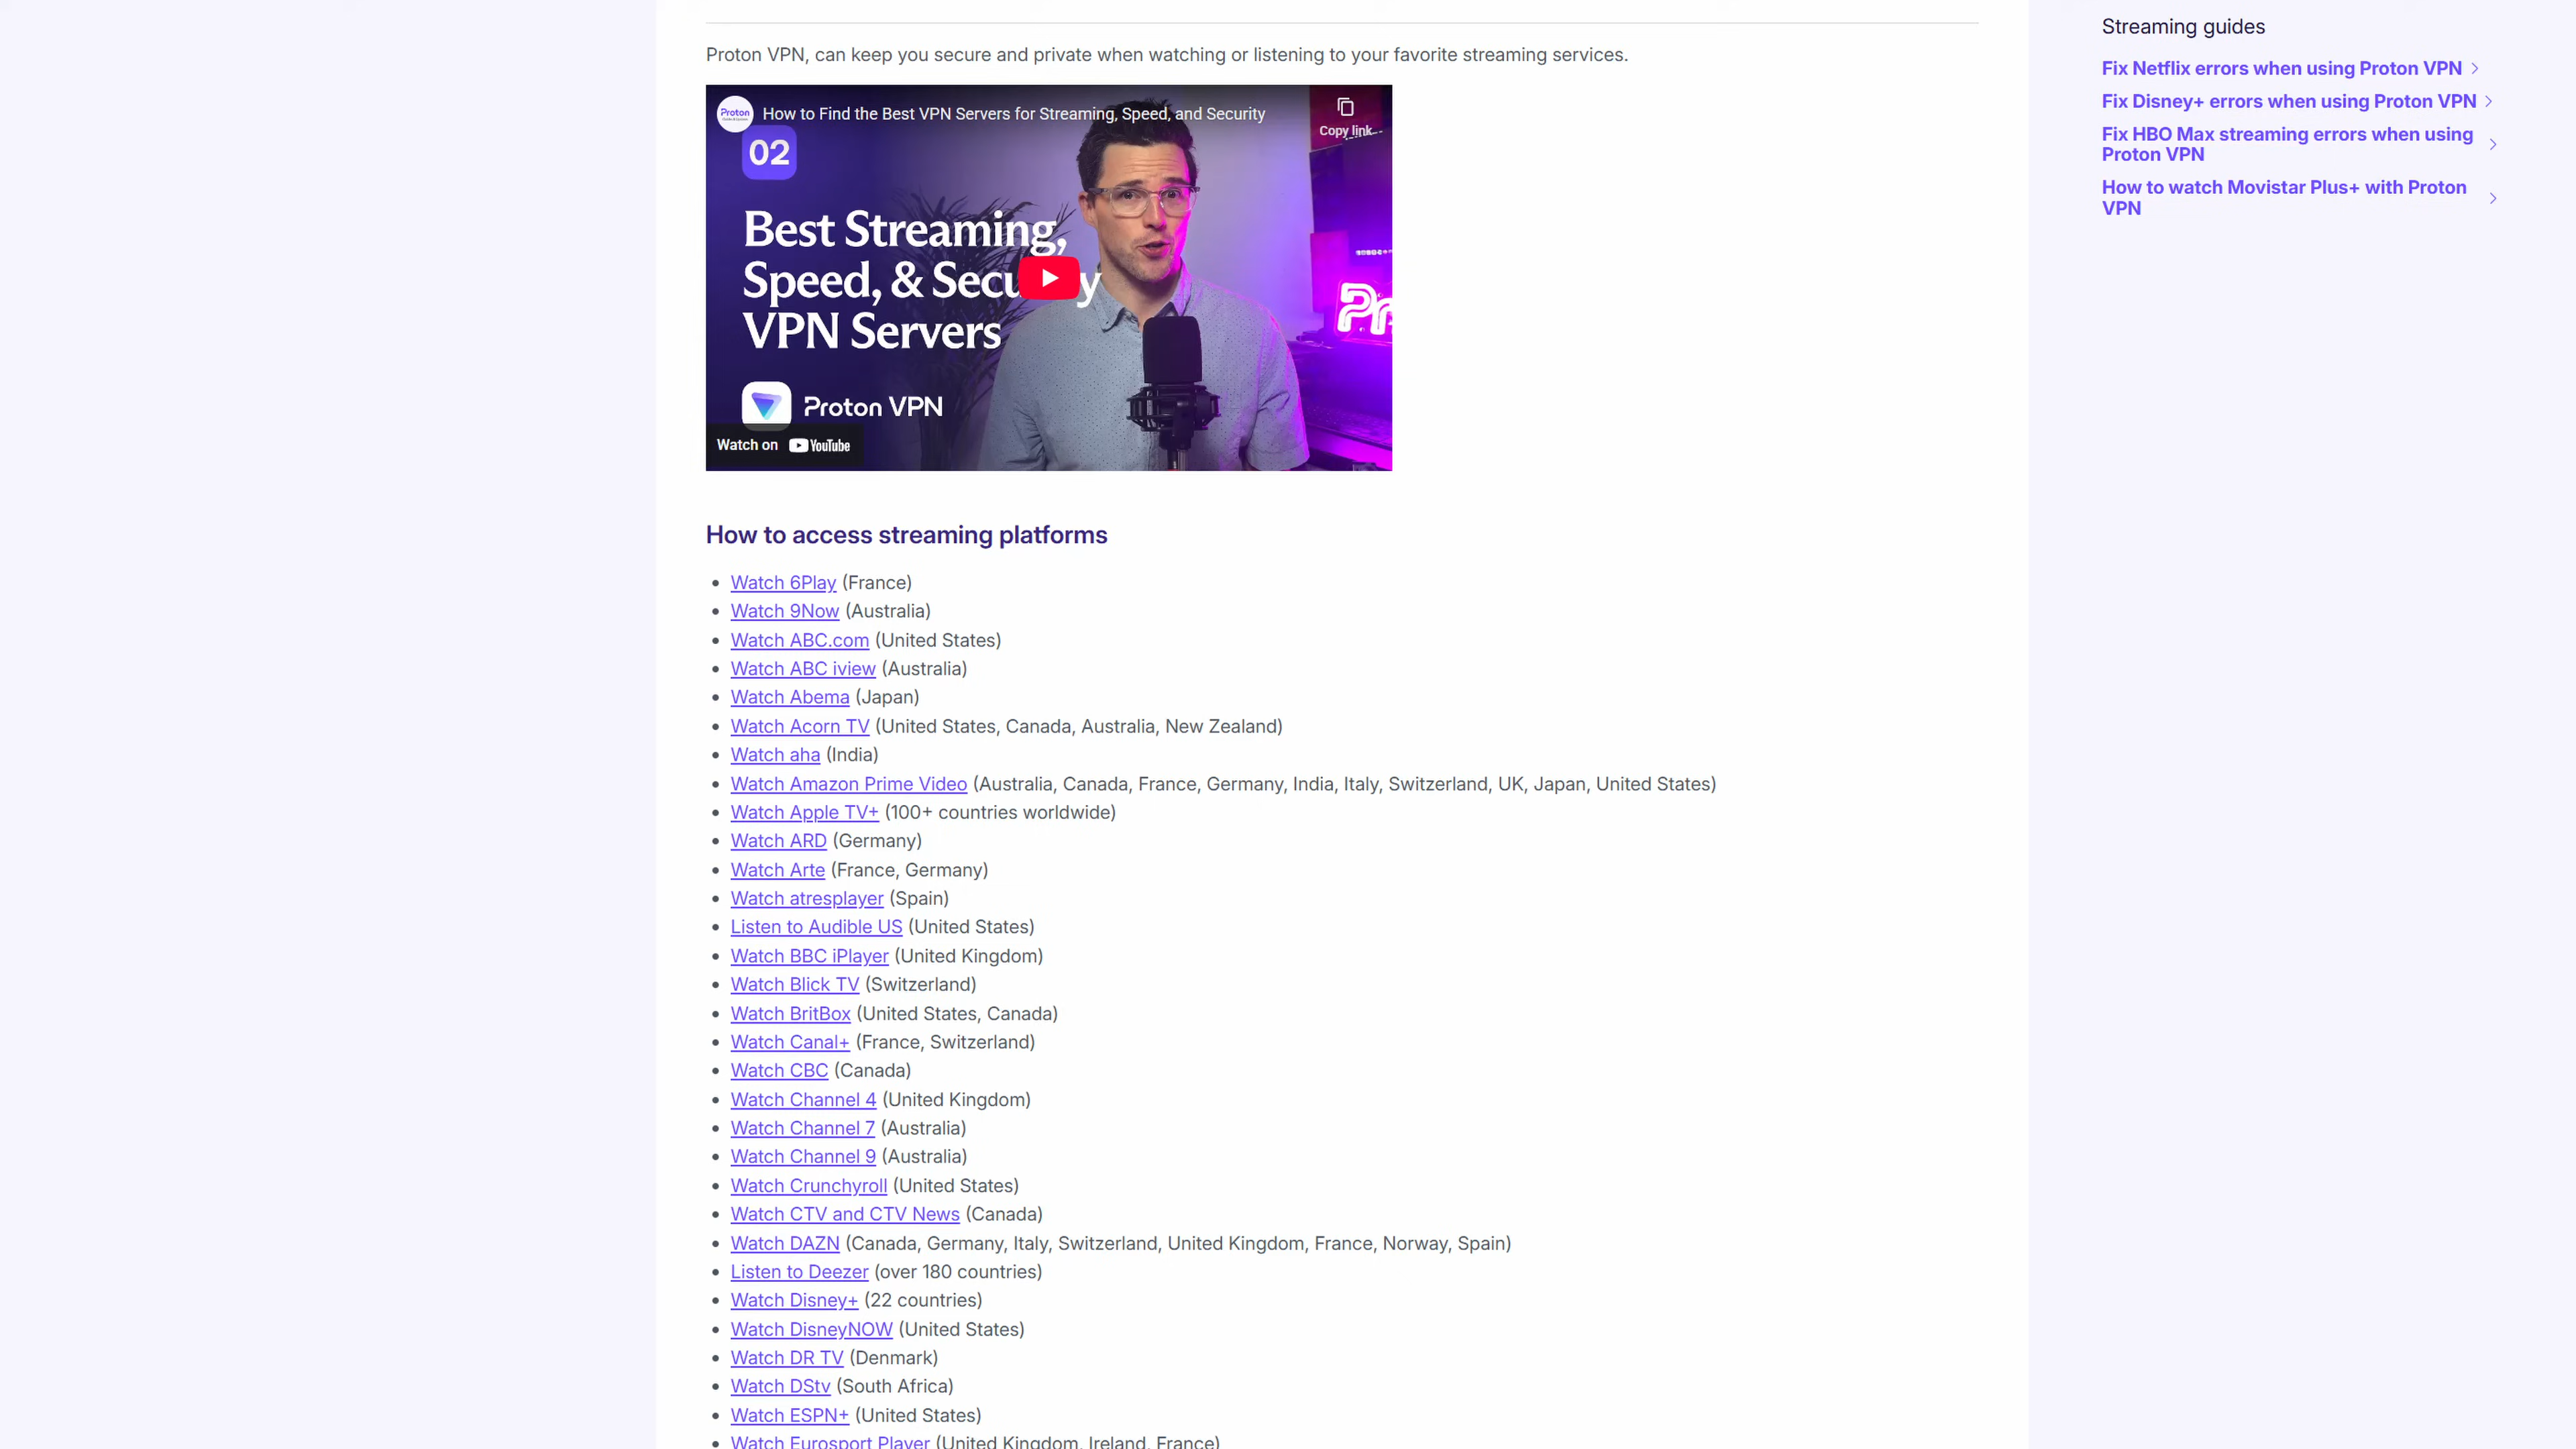 Proton VPN, can keep you secure and private when watching or listening to your favorite streaming services.
Proton
How to Find the Best VPN Servers for Streaming, Speed, and Security
Copy link
02
Best Streaming,
Speed, & Secu y
VPN Servers
Proton VPN
Watch on YouTube
How to access streaming platforms
Watch 6Play (France)
Watch 9Now (Australia)
Watch ABC.com (United States)
Watch ABC iview (Australia)
Watch Abema (Japan)
Watch Acorn TV (United States, Canada, Australia, New Zealand)
Watch aha (India)
Watch Amazon Prime Video (Australia, Canada, France, Germany, India, Italy, Switzerland, UK, Japan, United States)
Watch Apple TV+ (100+ countries worldwide)
Watch ARD (Germany)
Watch Arte (France, Germany)
Watch atresplayer (Spain)
Listen to Audible US (United States)
Watch BBC iPlayer (United Kingdom)
Watch Blick TV (Switzerland)
Watch BritBox (United States, Canada)
Watch Canal+ (France, Switzerland)
Watch CBC (Canada)
Watch Channel 4 (United Kingdom)
Watch Channel 7 (Australia)
Watch Channel 9 (Australia)
Watch Crunchyroll (United States)
Watch CTV and CTV News (Canada)
Watch DAZN (Canada, Germany, Italy, Switzerland, United Kingdom, France, Norway, Spain)
Listen to Deezer (over 180 countries)
Watch Disney+ (22 countries)
Watch DisneyNOW (United States)
Watch DR TV (Denmark)
Watch DStv (South Africa)
Watch ESPN+ (United States)
Watch Eurosport Player (United Kingdom, Ireland, France)
Streaming guides
Fix Netflix errors when using Proton VPN
Fix Disney+ errors when using Proton VPN
Fix HBO Max streaming errors when using
Proton VPN
How to watch Movistar Plus+ with Proton
VPN